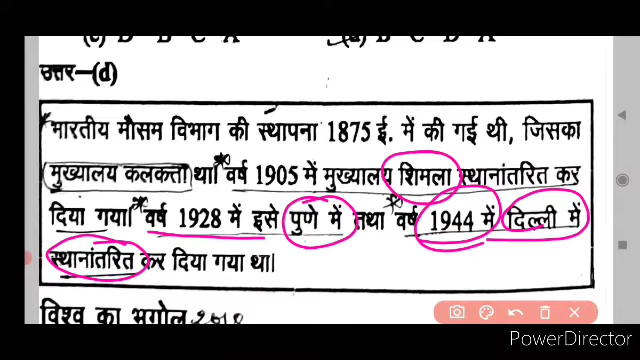 (c) D B C A (d) B C D A
उत्तर–(d)
भारतीय मौसम विभाग की स्थापना 1875 ई. में की गई थी, जिसका
मुख्यालय कलकत्ता था। वर्ष 1905 में मुख्यालय शिमला स्थानांतरित कर
दिया गया। वर्ष 1928 में इसे पुणे में तथा वर्ष 1944 में दिल्ली में
स्थानांतरित कर दिया गया था।
विश्व का भूगोल
PowerDirector